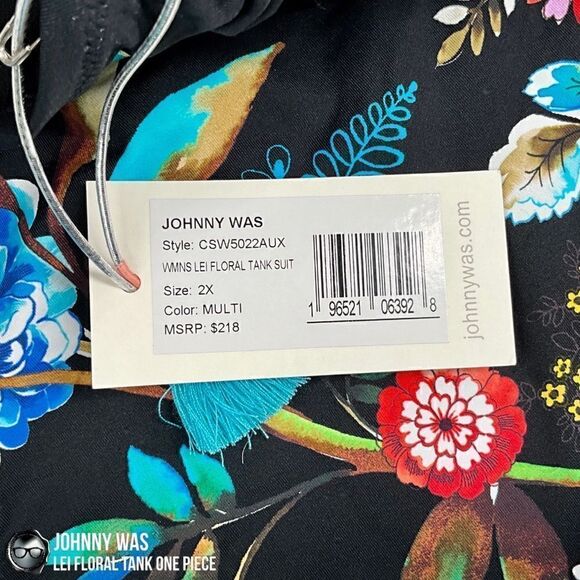 JOHNNY WAS
Style: CSW5022AUX
WMNS LEI FLORAL TANK SUIT
Size: 2X
Color: MULTI
MSRP: $218
1 96521 06392 8
johnnywas.com
JOHNNY WAS
LEI FLORAL TANK ONE PIECE